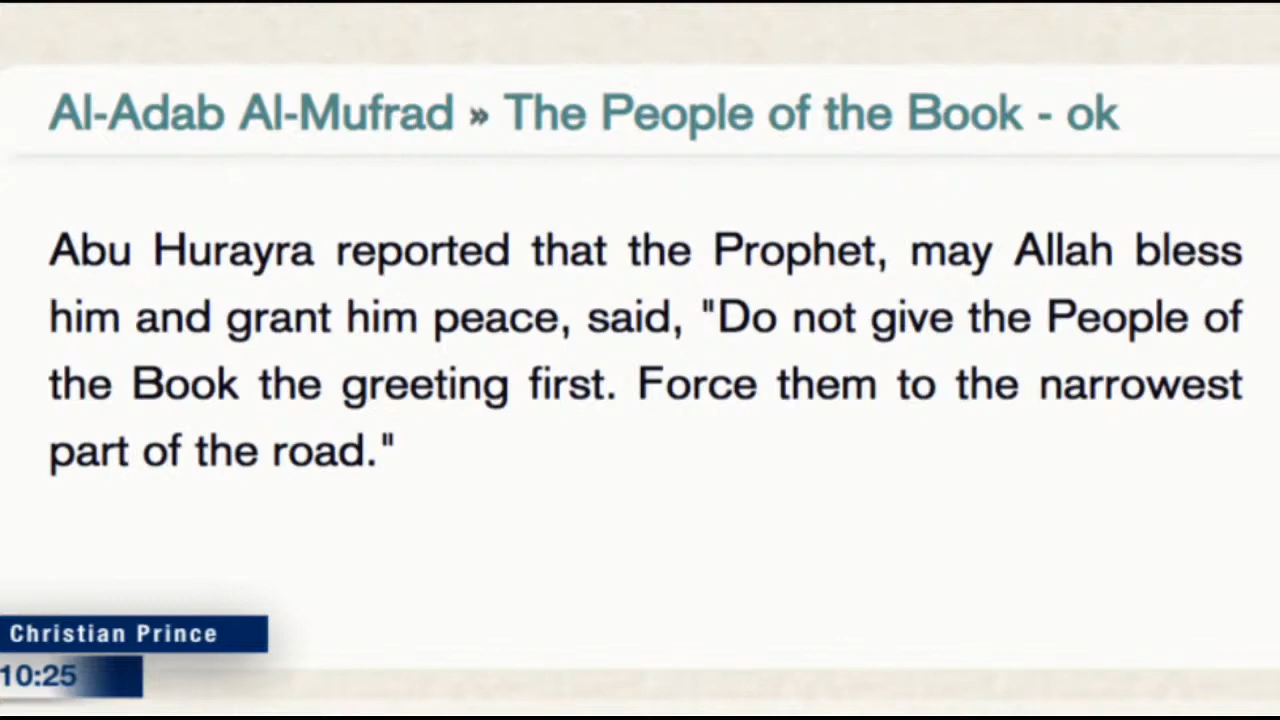 Al-Adab Al-Mufrad » The People of the Book - ok
Abu Hurayra reported that the Prophet, may Allah bless
him and grant him peace, said, "Do not give the People of
the Book the greeting first. Force them to the narrowest
part of the road."
Christian Prince
10:25